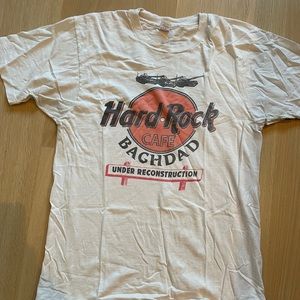 Hard Rock
CAFE
BAGHDAD
UNDER RECONSTRUCTION